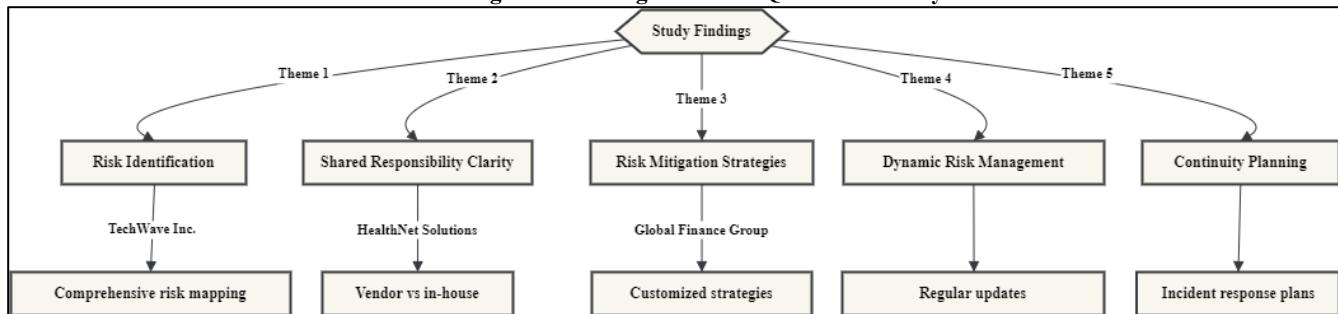 Study Findings
Theme 1
Theme 2
Theme 3
Theme 4
Theme 5
Risk Identification
Shared Responsibility Clarity
Risk Mitigation Strategies
Dynamic Risk Management
Continuity Planning
TechWave Inc.
HealthNet Solutions
Global Finance Group
Comprehensive risk mapping
Vendor vs in-house
Customized strategies
Regular updates
Incident response plans